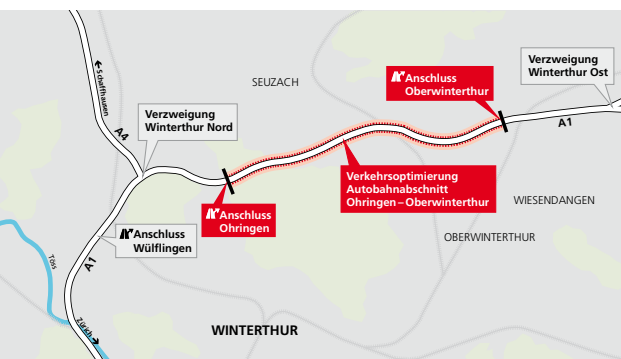 Verzweigung
Winterthur Ost
Anschluss
Oberwinterthur
SEUZACH
Schaffhausen
A4
Verzweigung
Winterthur Nord
A1
Verkehrsoptimierung
Autobahnabschnitt
Ohringen – Oberwinterthur
WIESENDANGEN
Anschluss
Ohringen
Anschluss
Wülflingen
OBERWINTERTHUR
A1
Töss
Zürich
WINTERTHUR